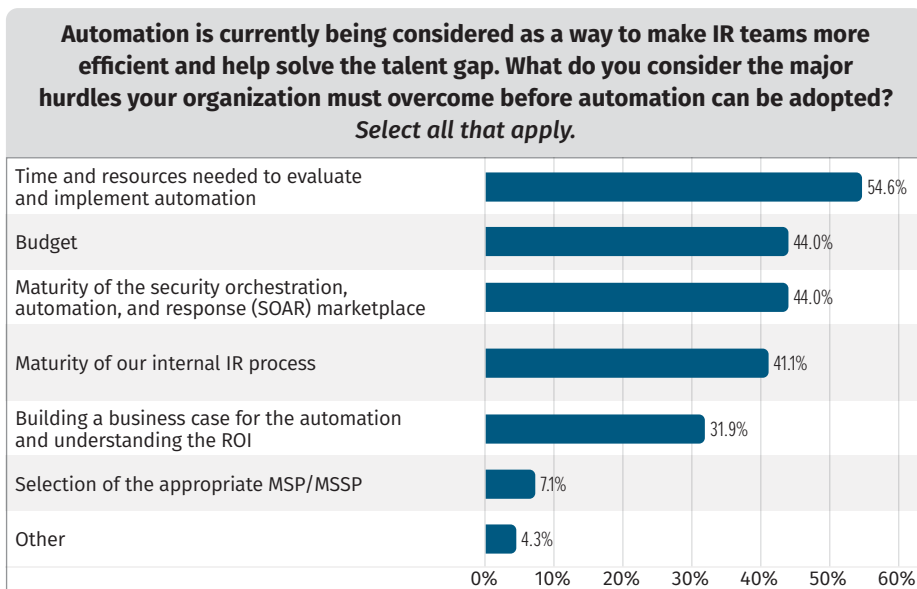 Automation is currently being considered as a way to make IR teams more
efficient and help solve the talent gap. What do you consider the major
hurdles your organization must overcome before automation can be adopted?
Select all that apply.
Time and resources needed to evaluate
and implement automation
54.6%
Budget
44.0%
Maturity of the security orchestration,
automation, and response (SOAR) marketplace
44.0%
Maturity of our internal IR process
41.1%
Building a business case for the automation
and understanding the ROI
31.9%
Selection of the appropriate MSP/MSSP
7.1%
Other
4.3%
0% 10% 20% 30% 40% 50% 60%